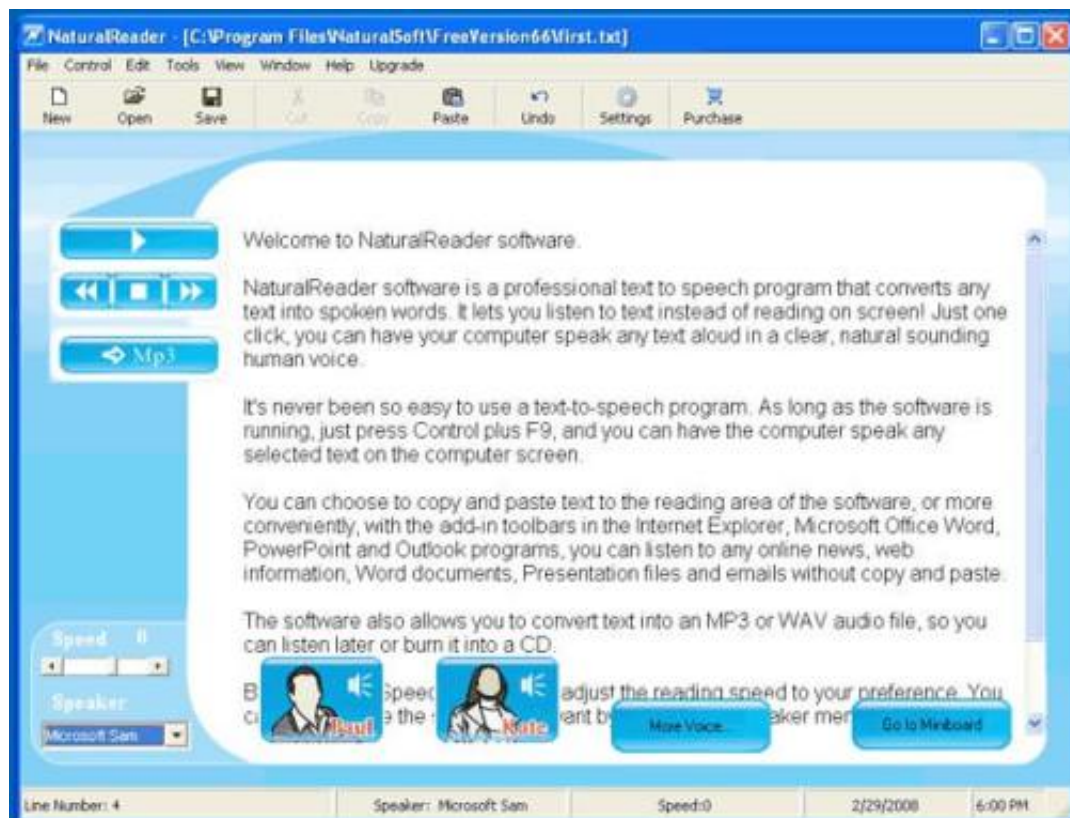 NaturalReader - [C:\Program Files\NaturalSoft\FreeVersion66\first.txt]
File Control Edit Tools View Window Help Upgrade
New Open Save Cut Copy Paste Undo Settings Purchase
Welcome to NaturalReader software.
NaturalReader software is a professional text to speech program that converts any
text into spoken words. It lets you listen to text instead of reading on screen! Just one
click, you can have your computer speak any text aloud in a clear, natural sounding
human voice.
Mp3
It's never been so easy to use a text-to-speech program. As long as the software is
running, just press Control plus F9, and you can have the computer speak any
selected text on the computer screen.
You can choose to copy and paste text to the reading area of the software, or more
conveniently, with the add-in toolbars in the Internet Explorer, Microsoft Office Word,
PowerPoint and Outlook programs, you can listen to any online news, web
information, Word documents, Presentation files and emails without copy and paste.
The software also allows you to convert text into an MP3 or WAV audio file, so you
can listen later or burn it into a CD.
Speed 0
adjust the reading speed to your preference. You
the
Speaker
Microsoft Sam
Paul
Kate
More Voice...
Go to Miniboard
Line Number: 4 Speaker: Microsoft Sam Speed:0 2/29/2008 6:00 PM